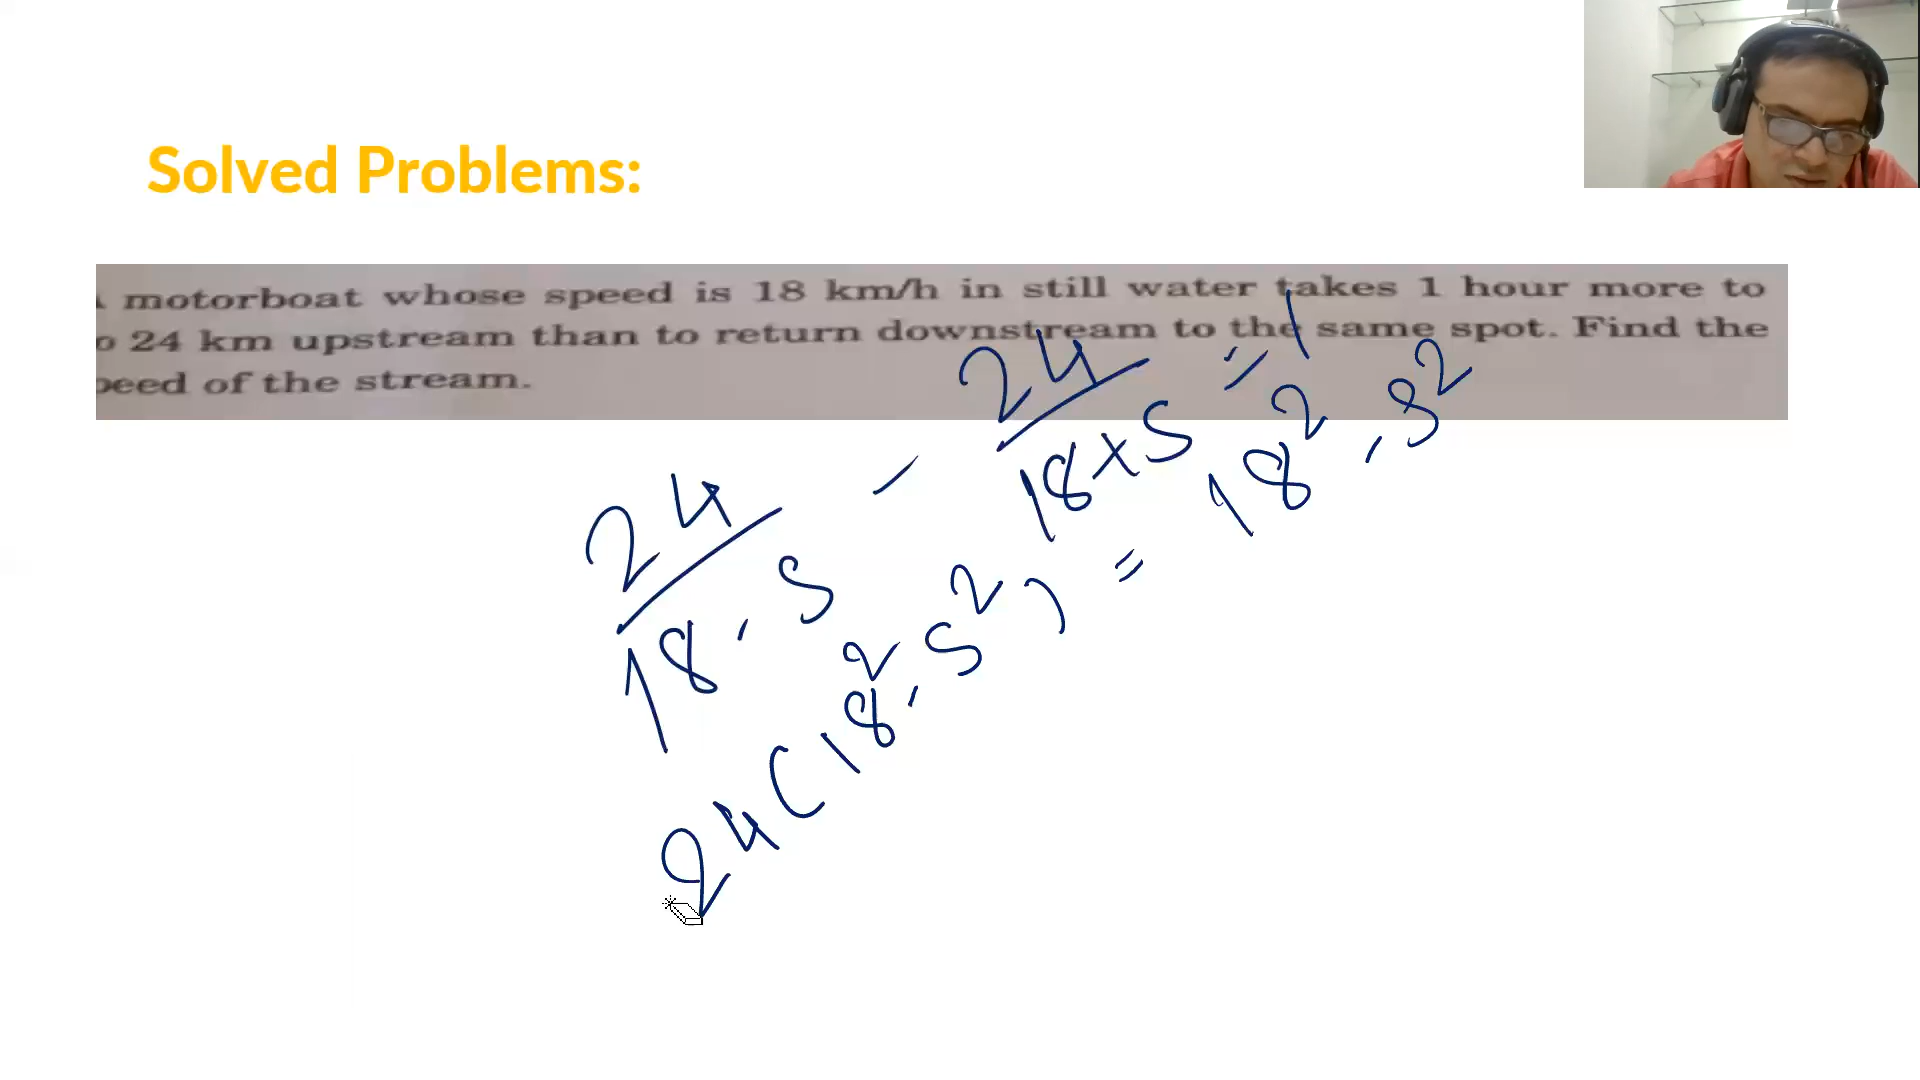 Solved Problems:
motorboat whose speed is 18 km/h in still water takes 1 hour more to
o 24 km upstream than to return downstream to the same spot. Find the
peed of the stream.
24/18-S - 24/18+S = 1
24(18²-S²) = 18²-S²